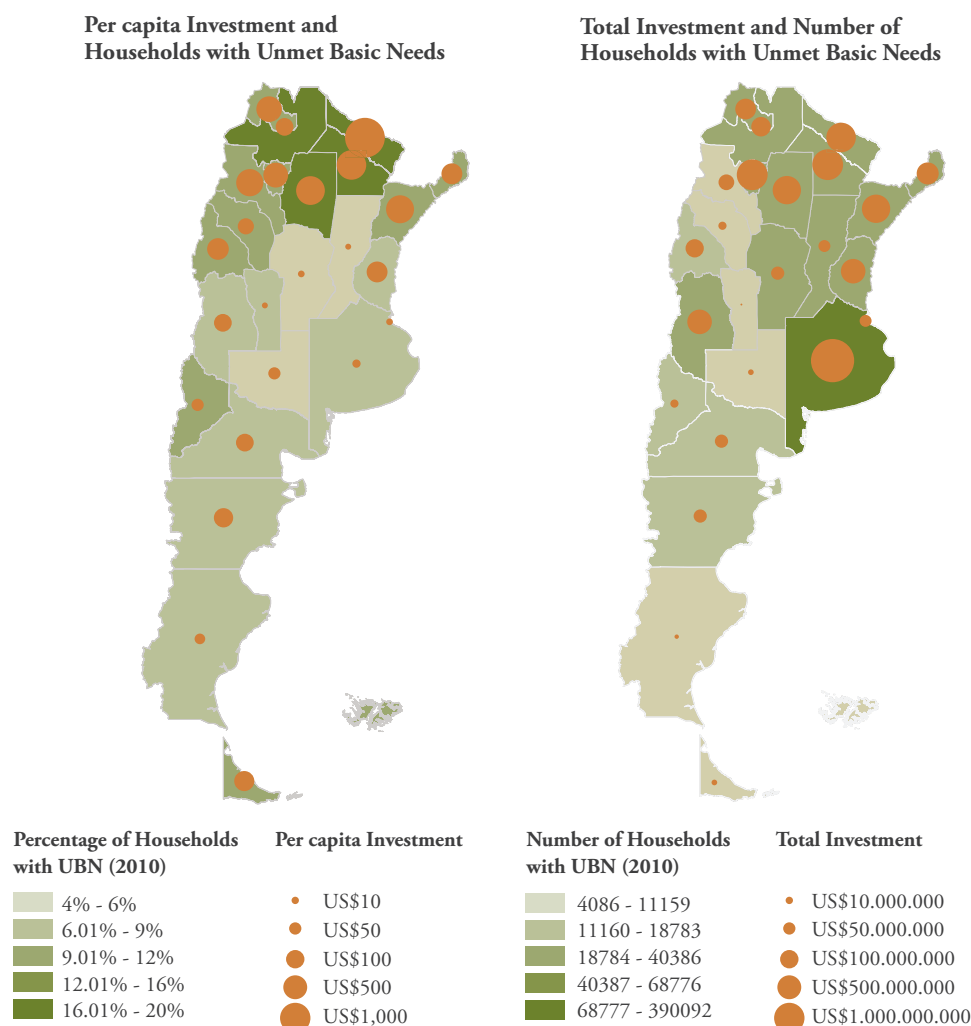 Per capita Investment and
Households with Unmet Basic Needs
Total Investment and Number of
Households with Unmet Basic Needs
Percentage of Households
with UBN (2010)
4% - 6%
6.01% - 9%
9.01% - 12%
12.01% - 16%
16.01% - 20%
Per capita Investment
US$10
US$50
US$100
US$500
US$1,000
Number of Households
with UBN (2010)
4086 - 11159
11160 - 18783
18784 - 40386
40387 - 68776
68777 - 390092
Total Investment
US$10.000.000
US$50.000.000
US$100.000.000
US$500.000.000
US$1.000.000.000